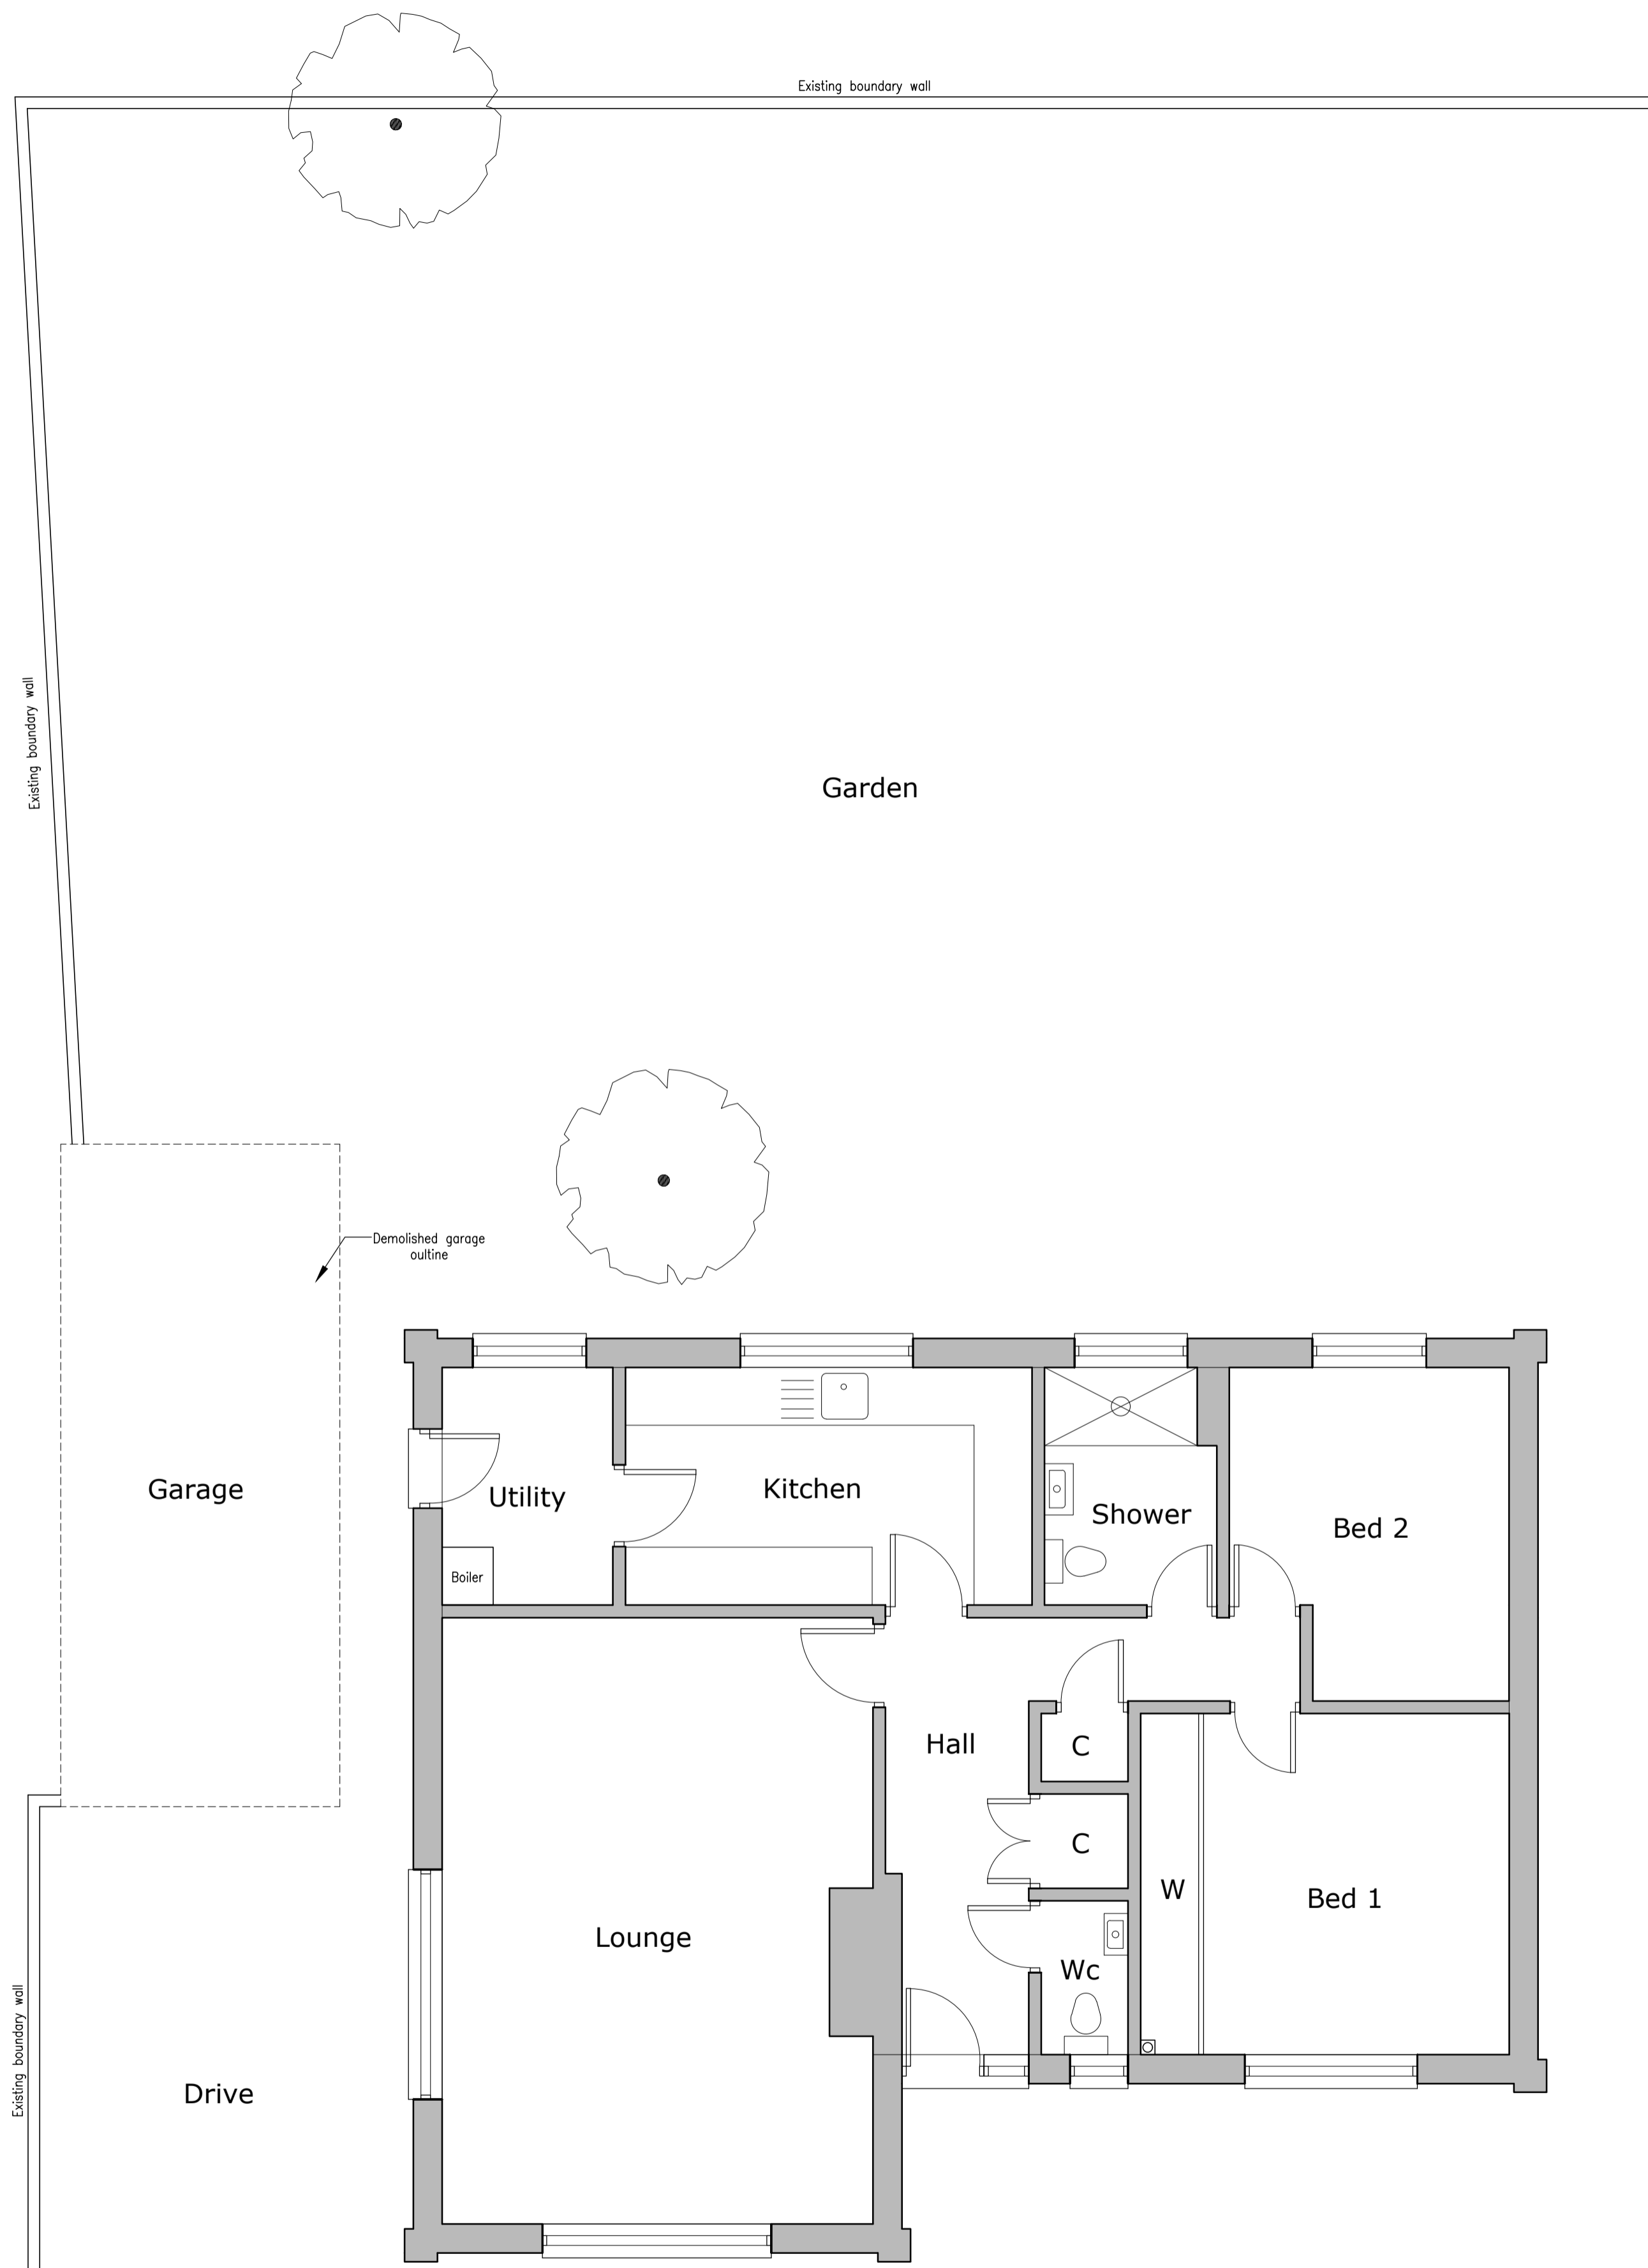 Existing boundary wall
Existing boundary wall
Garden
Demolished garage
oultine
Garage
Utility
Kitchen
Shower
Bed 2
Boiler
Hall
C
C
W
Bed 1
Lounge
Wc
Existing boundary wall
Drive